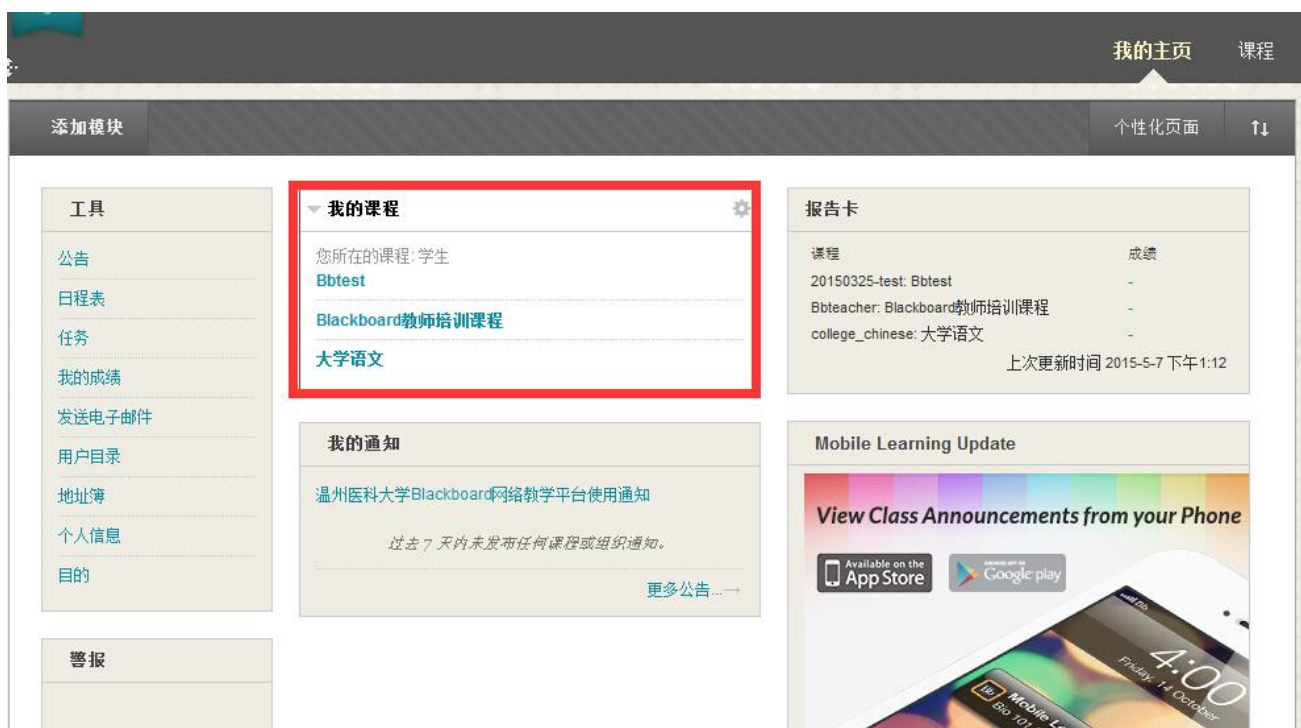 我的主页 课程
添加模块 个性化页面
工具
公告
日程表
任务
我的成绩
发送电子邮件
用户目录
地址簿
个人信息
目的
警报
我的课程
您所在的课程:学生
Bbtest
Blackboard教师培训课程
大学语文
我的通知
温州医科大学Blackboard网络教学平台使用通知
过去 7 天内未发布任何课程或组织通知。
更多公告...→
报告卡
课程 成绩
20150325-test: Bbtest -
Bbteacher: Blackboard教师培训课程 -
college_chinese: 大学语文 -
上次更新时间 2015-5-7 下午1:12
Mobile Learning Update
View Class Announcements from your Phone
Available on the
App Store
Google play
4:00
Friday, 14 October
Bb Mobile
Bio 101